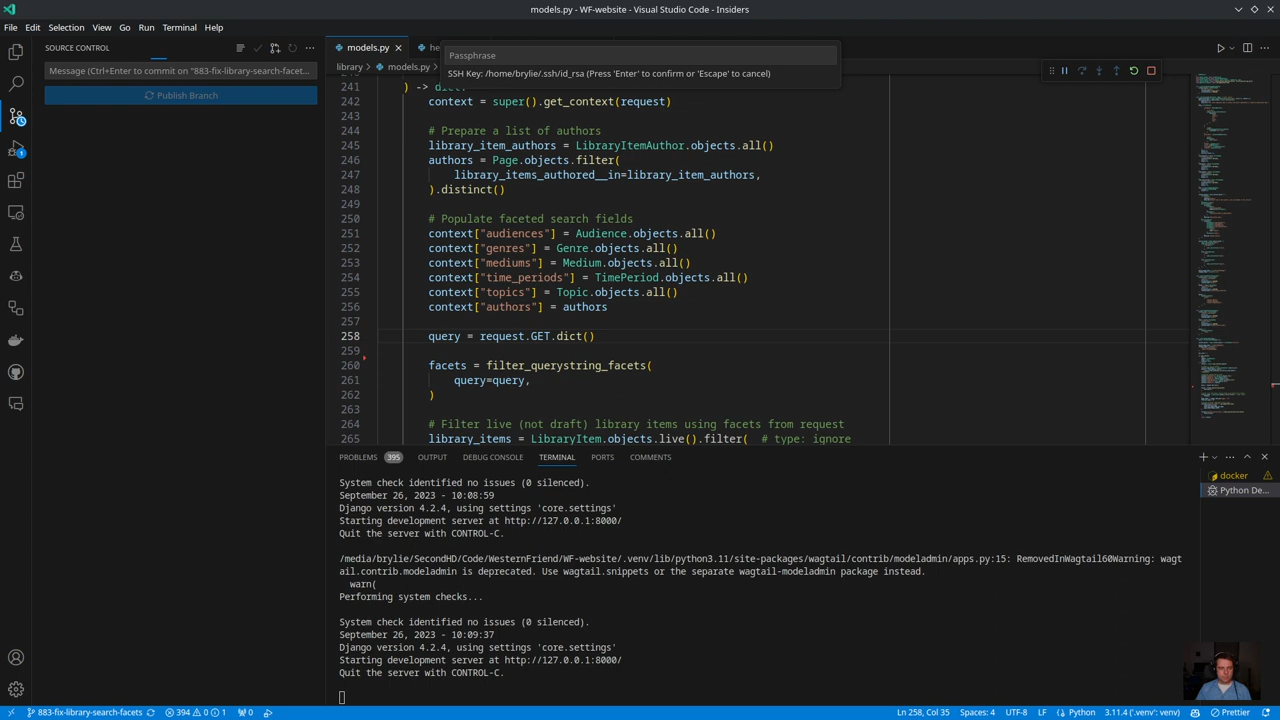 models.py - WF-website - Visual Studio Code - Insiders
File Edit Selection View Go Run Terminal Help
SOURCE CONTROL
Message (Ctrl+Enter to commit on "883-fix-library-search-facet...
Publish Branch
models.py
he
Passphrase
SSH Key: /home/brylie/.ssh/id_rsa (Press 'Enter' to confirm or 'Escape' to cancel)
library > models.py >
241 ) -> dict:
242 context = super().get_context(request)
243
244 # Prepare a list of authors
245 library_item_authors = LibraryItemAuthor.objects.all()
246 authors = Page.objects.filter(
247 library_items_authored__in=library_item_authors,
248 ).distinct()
249
250 # Populate faceted search fields
251 context["audiences"] = Audience.objects.all()
252 context["genres"] = Genre.objects.all()
253 context["mediums"] = Medium.objects.all()
254 context["time_periods"] = TimePeriod.objects.all()
255 context["topics"] = Topic.objects.all()
256 context["authors"] = authors
257
258 query = request.GET.dict()
259
260 facets = filter_querystring_facets(
261 query=query,
262 )
263
264 # Filter live (not draft) library items using facets from request
265 library_items = LibraryItem.objects.live().filter( # type: ignore
PROBLEMS 395 OUTPUT DEBUG CONSOLE TERMINAL PORTS COMMENTS
docker
Python De...
System check identified no issues (0 silenced).
September 26, 2023 - 10:08:59
Django version 4.2.4, using settings 'core.settings'
Starting development server at http://127.0.0.1:8000/
Quit the server with CONTROL-C.
/media/brylie/SecondHD/Code/WesternFriend/WF-website/.venv/lib/python3.11/site-packages/wagtail/contrib/modeladmin/apps.py:15: RemovedInWagtail60Warning: wagt
ail.contrib.modeladmin is deprecated. Use wagtail.snippets or the separate wagtail-modeladmin package instead.
warn(
Performing system checks...
System check identified no issues (0 silenced).
September 26, 2023 - 10:09:37
Django version 4.2.4, using settings 'core.settings'
Starting development server at http://127.0.0.1:8000/
Quit the server with CONTROL-C.
883-fix-library-search-facets 394 0 1 0 Ln 258, Col 35 Spaces: 4 UTF-8 LF Python 3.11.4 ('.venv': venv) Prettier